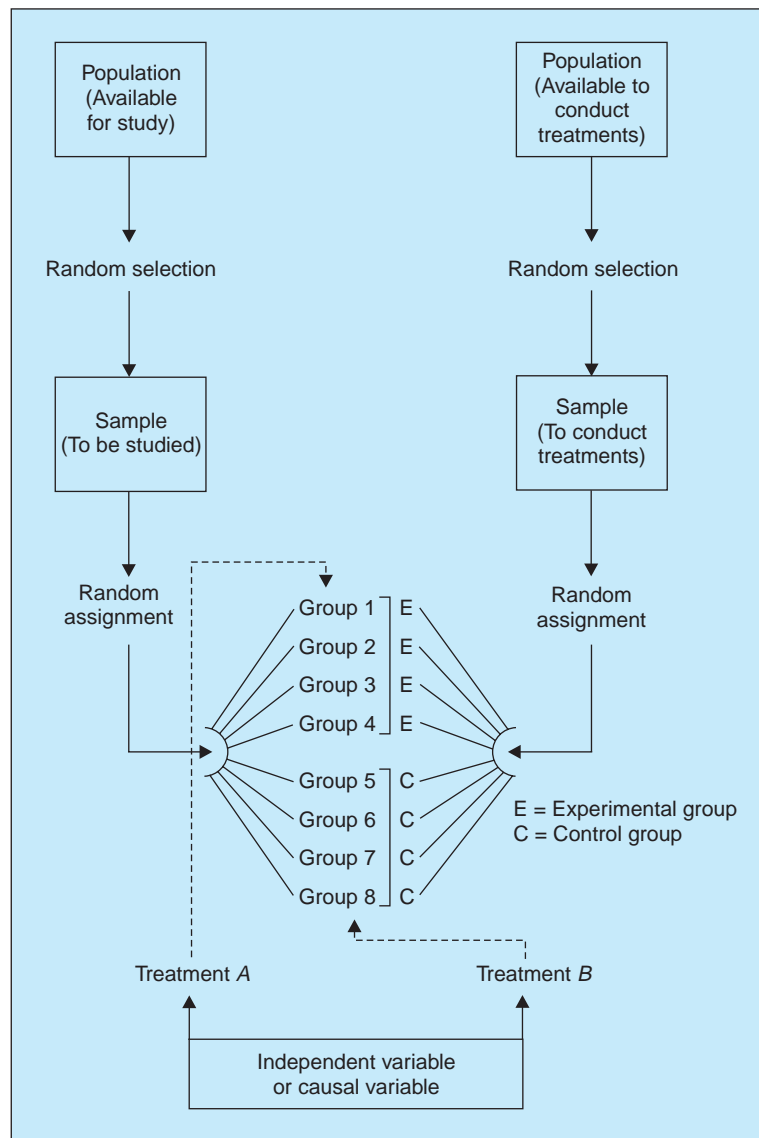 Population
(Available
for study)
Population
(Available to
conduct
treatments)
Random selection
Random selection
Sample
(To be studied)
Sample
(To conduct
treatments)
Random
assignment
Random
assignment
Group 1 E
Group 2 E
Group 3 E
Group 4 E
Group 5 C
Group 6 C
Group 7 C
Group 8 C
E = Experimental group
C = Control group
Treatment A
Treatment B
Independent variable
or causal variable